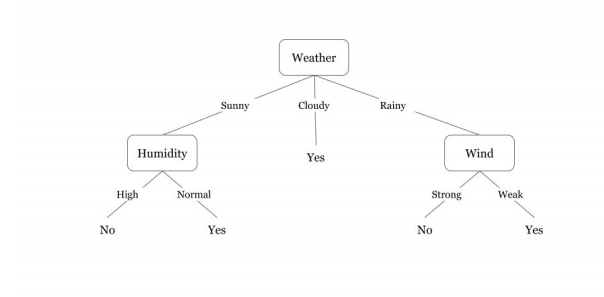 Weather
Sunny Cloudy Rainy
Humidity Yes Wind
High Normal Strong Weak
No Yes No Yes